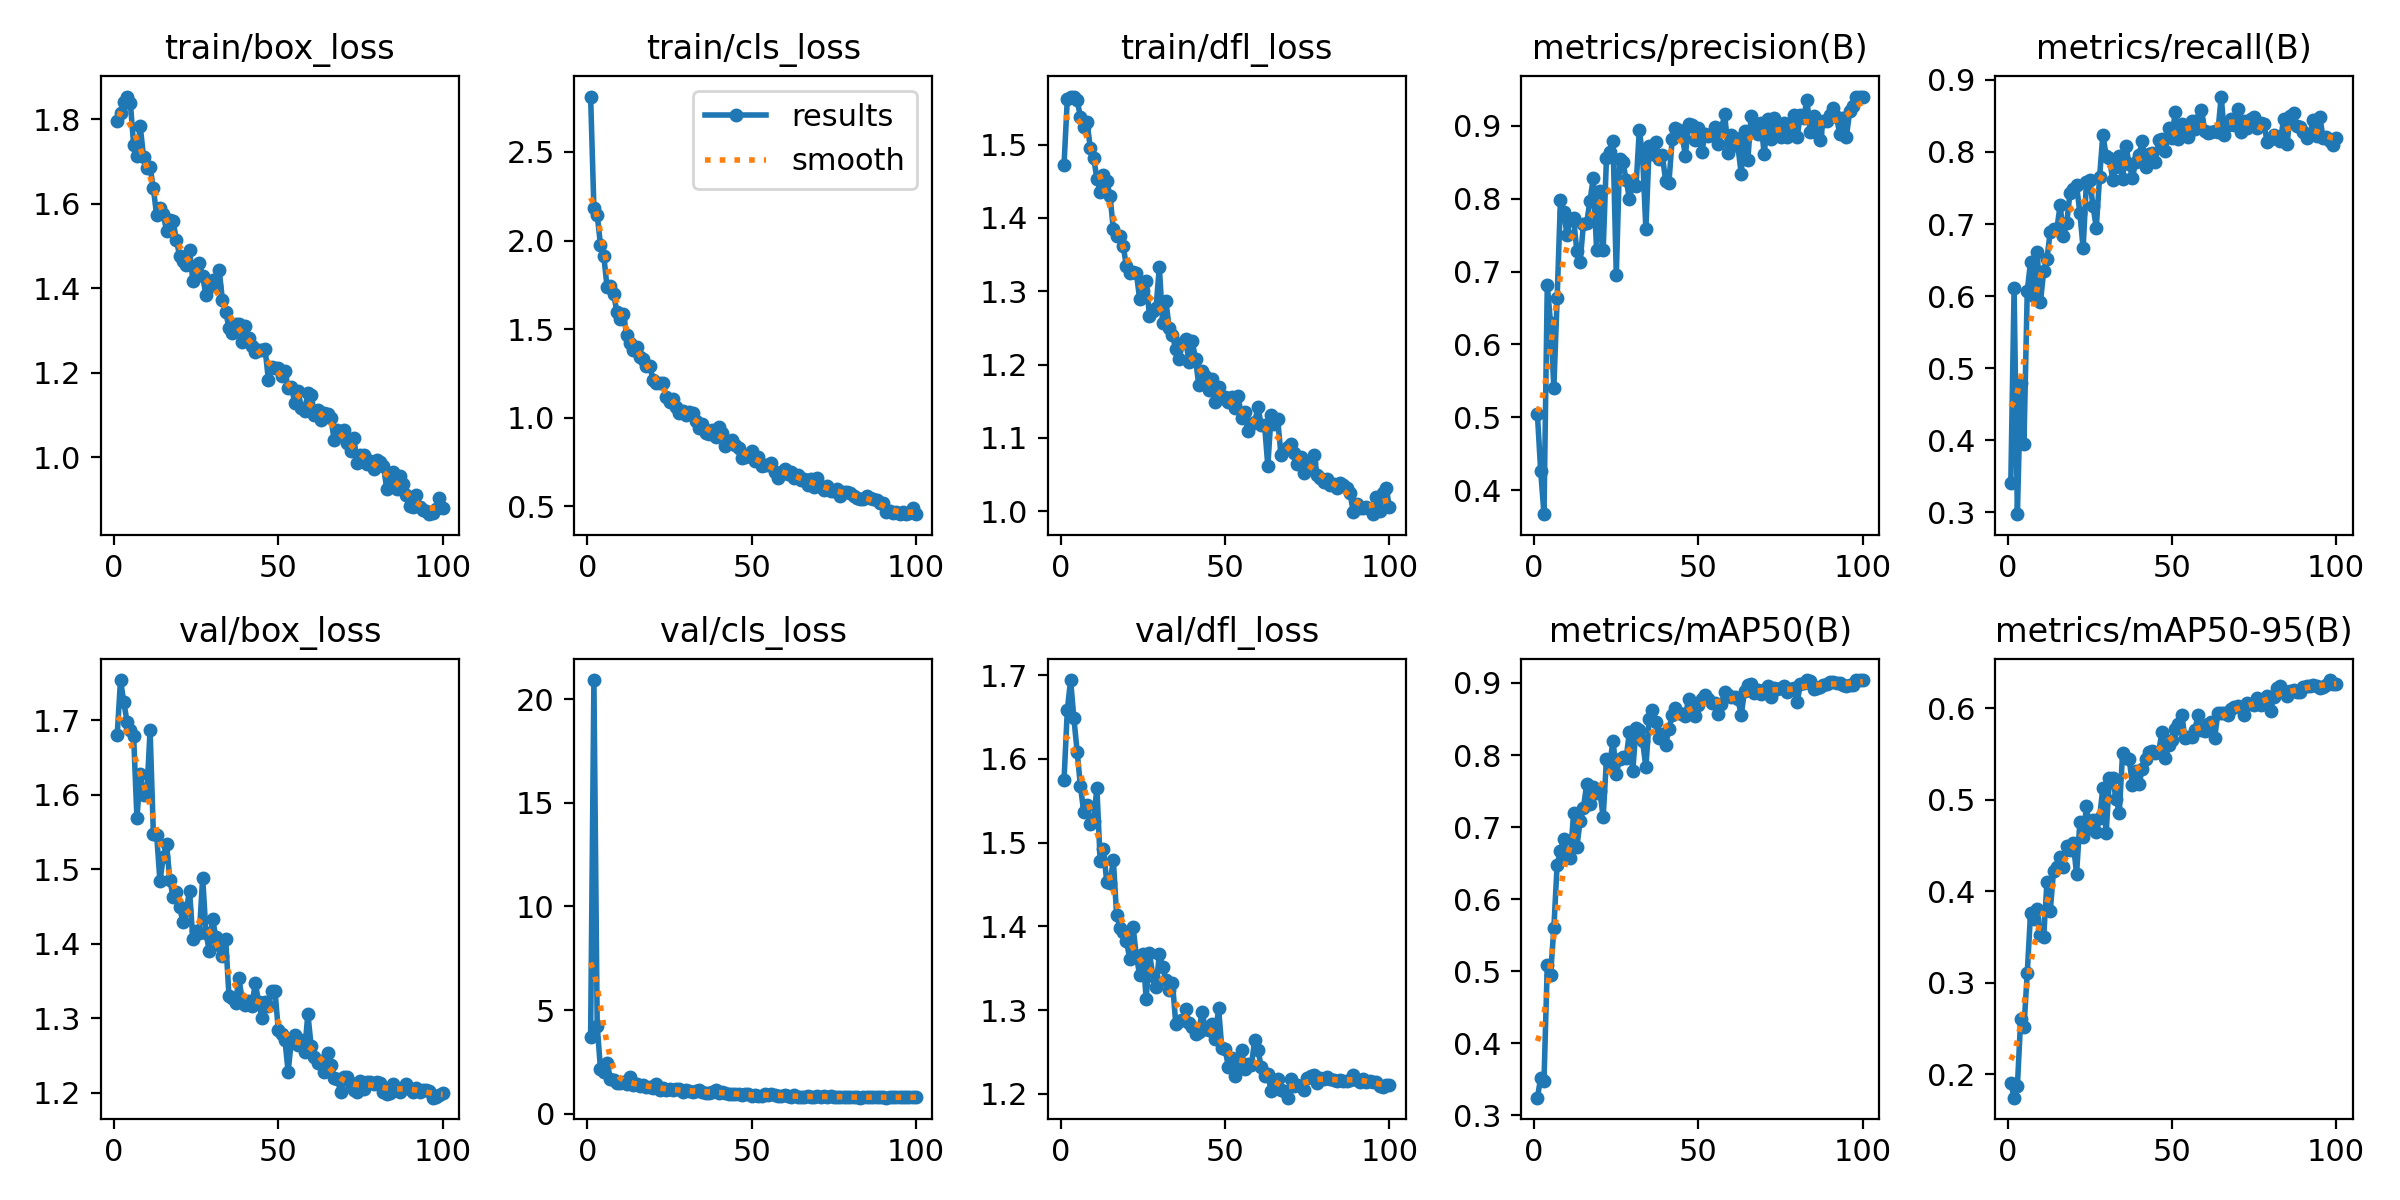 train/box_loss
1.8
1.6
1.4
1.2
1.0
0 50 100
train/cls_loss
results
smooth
2.5
2.0
1.5
1.0
0.5
0 50 100
train/dfl_loss
1.5
1.4
1.3
1.2
1.1
1.0
0 50 100
metrics/precision(B)
0.9
0.8
0.7
0.6
0.5
0.4
0 50 100
metrics/recall(B)
0.9
0.8
0.7
0.6
0.5
0.4
0.3
0 50 100
val/box_loss
1.7
1.6
1.5
1.4
1.3
1.2
0 50 100
val/cls_loss
20
15
10
5
0
0 50 100
val/dfl_loss
1.7
1.6
1.5
1.4
1.3
1.2
0 50 100
metrics/mAP50(B)
0.9
0.8
0.7
0.6
0.5
0.4
0.3
0 50 100
metrics/mAP50-95(B)
0.6
0.5
0.4
0.3
0.2
0 50 100